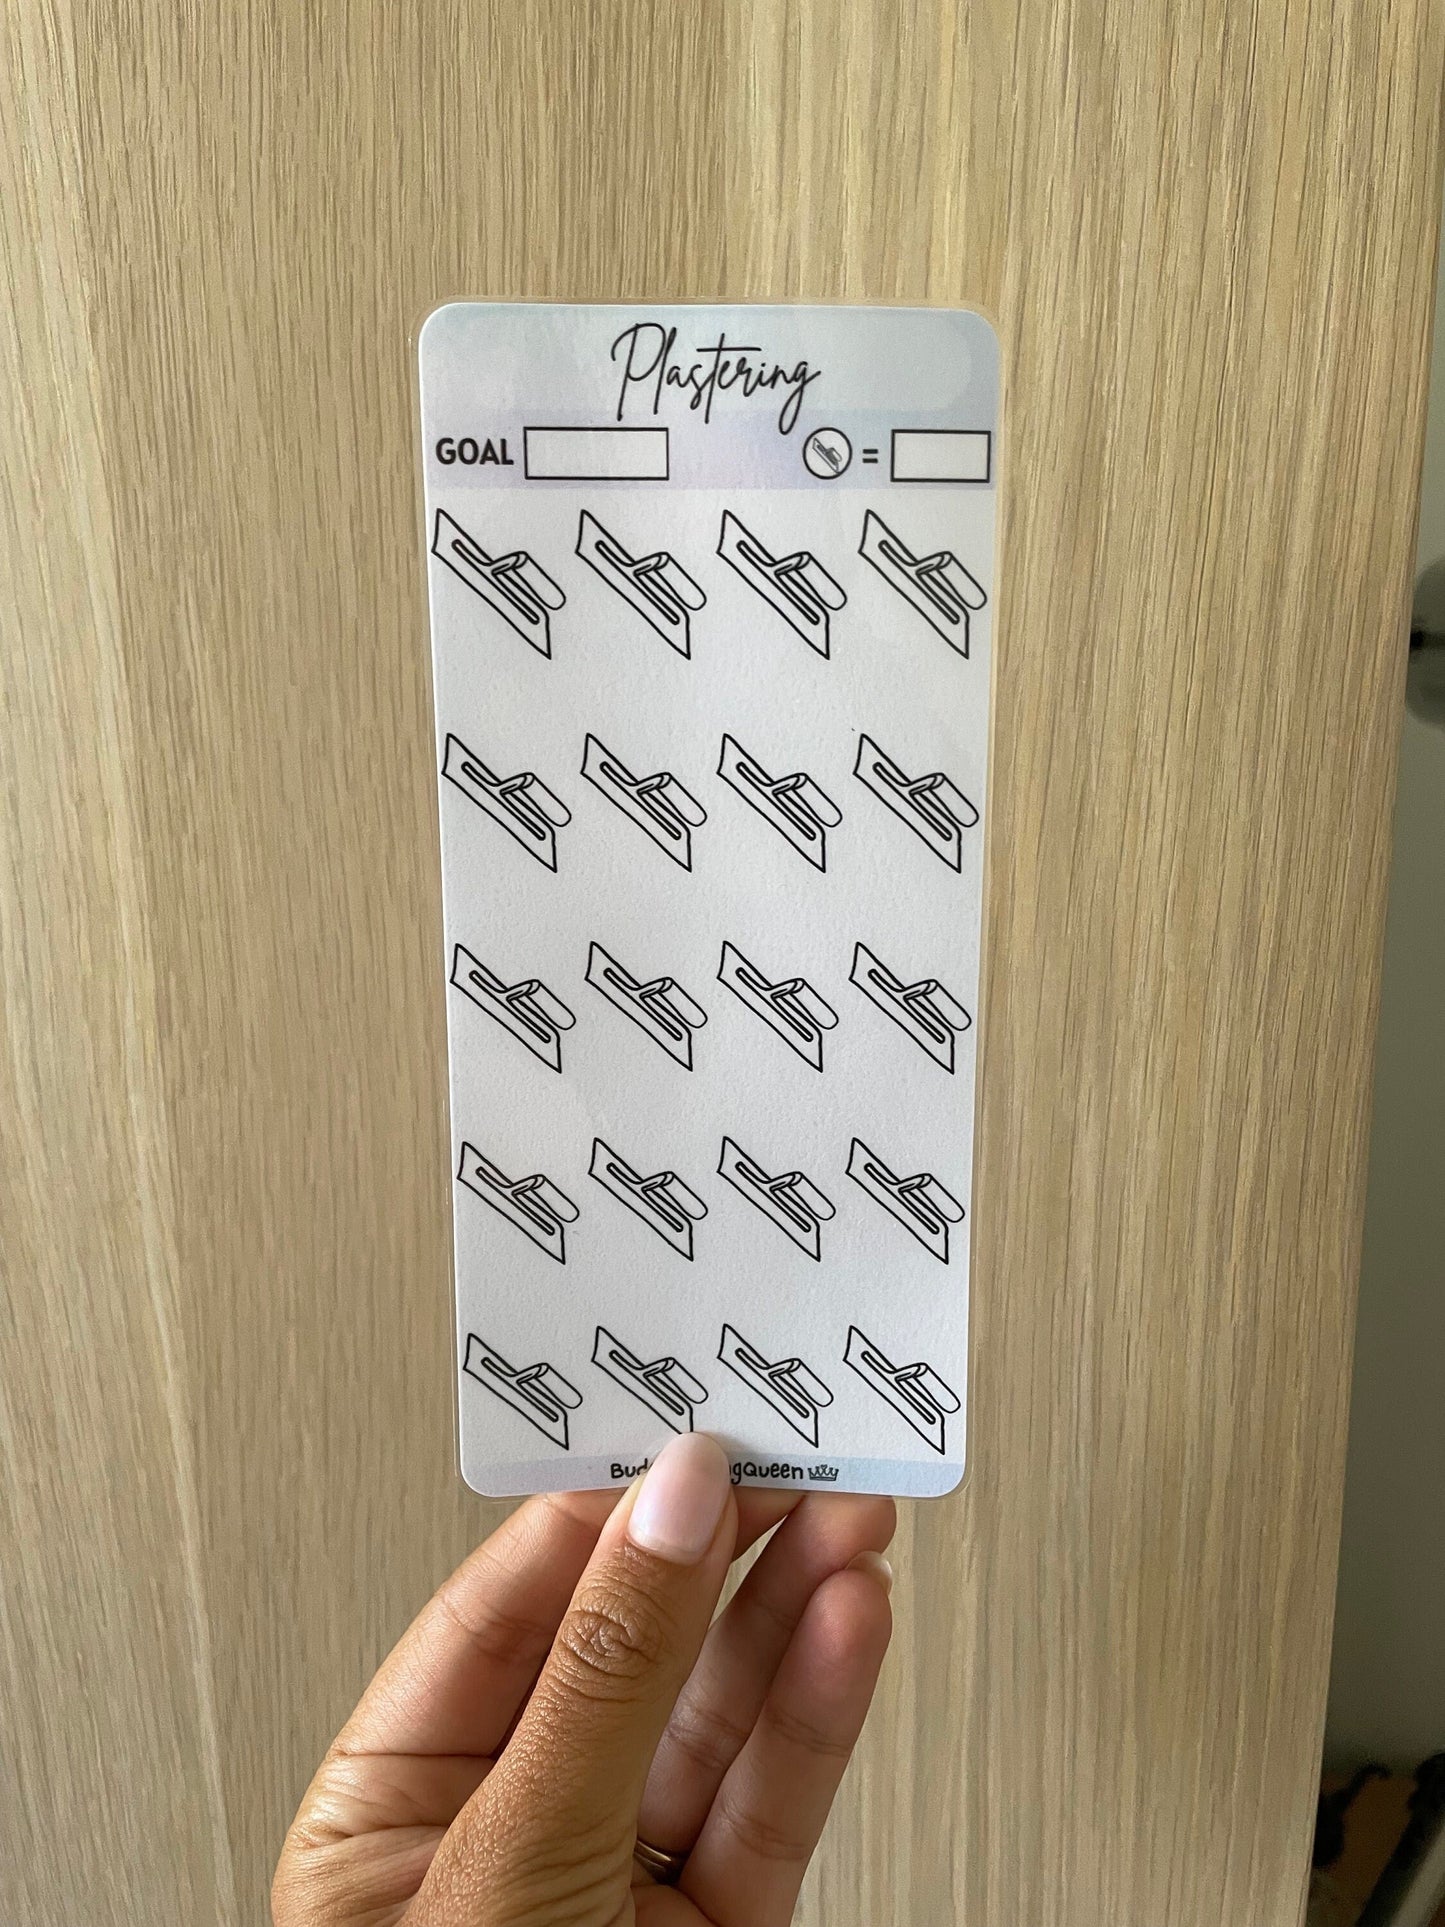 Plastering
GOAL =